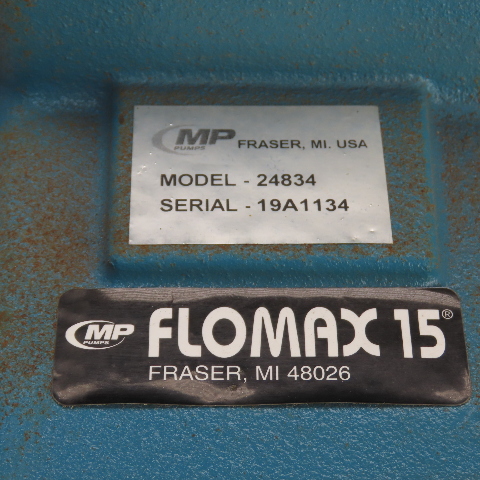 MP PUMPS FRASER, MI. USA
MODEL - 24834
SERIAL - 19A1134
MP PUMPS FLOMAX 15®
FRASER, MI 48026